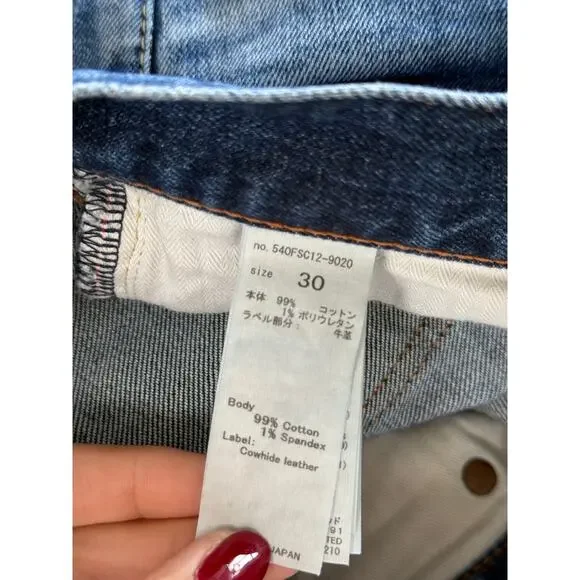 no. 540FSC12-9020
size 30
本体 99% コットン
1% ポリウレタン
ラベル部分: 牛革
Body
99% Cotton
1% Spandex
Label:
Cowhide leather
JAPAN